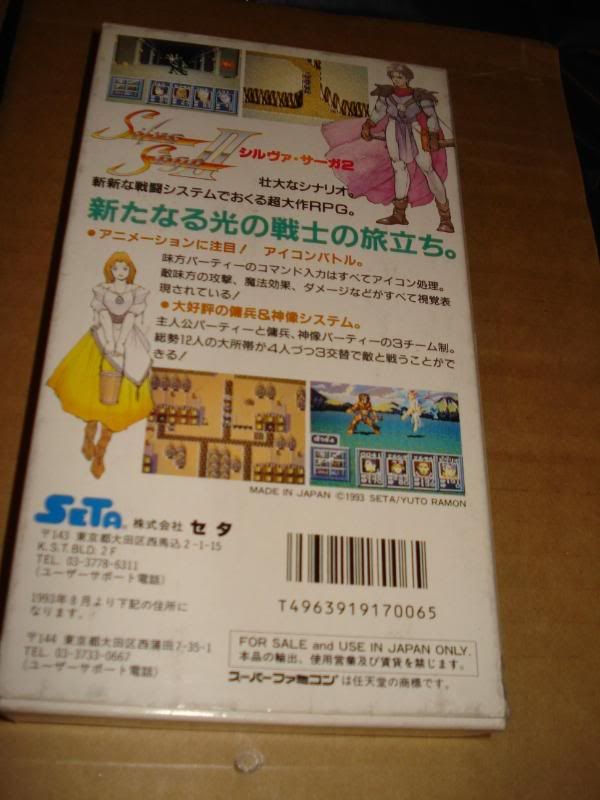 Silva Saga II シルヴァ・サーガ2
壮大なシナリオ。
斬新な戦闘システムでおくる超大作RPG。
新たなる光の戦士の旅立ち。
●アニメーションに注目! アイコンバトル。
味方パーティーのコマンド入力はすべてアイコン処理。
敵味方の攻撃、魔法効果、ダメージなどがすべて視覚表
現されている!
●大好評の傭兵&神像システム。
主人公パーティーと傭兵、神像パーティーの3チーム制。
総勢12人の大所帯が4人づつ3交替で敵と戦うことがで
きる!
MADE IN JAPAN ©1993 SETA/YUTO RAMON
SETA 株式会社 セタ
〒143 東京都大田区西馬込2-1-15
K.S.T.BLD. 2F
TEL. 03-3778-6311
(ユーザーサポート電話)
1993年8月より下記の住所に
なります。
〒144 東京都大田区西蒲田7-35-1
TEL. 03-3733-0667
(ユーザーサポート電話)
T4963919170065
FOR SALE and USE IN JAPAN ONLY.
本品の輸出、使用営業及び賃貸を禁じます。
スーパーファミコンは任天堂の商標です。